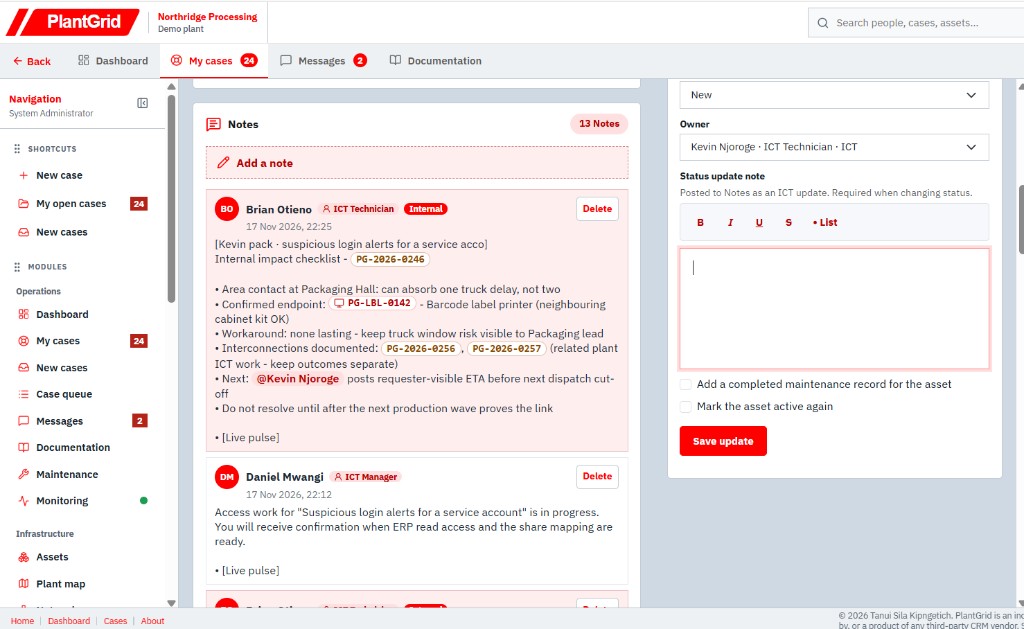 PlantGrid
Northridge Processing
Demo plant
Search people, cases, assets...
Back
Dashboard
My cases 24
Messages 2
Documentation
Navigation
System Administrator
SHORTCUTS
New case
My open cases 24
New cases
MODULES
Operations
Dashboard
My cases 24
New cases
Case queue
Messages 2
Documentation
Maintenance
Monitoring
Infrastructure
Assets
Plant map
Notes
13 Notes
Add a note
BO Brian Otieno ICT Technician Internal
Delete
17 Nov 2026, 22:25
[Kevin pack · suspicious login alerts for a service acco]
Internal impact checklist - PG-2026-0246
• Area contact at Packaging Hall: can absorb one truck delay, not two
• Confirmed endpoint: PG-LBL-0142 - Barcode label printer (neighbouring
cabinet kit OK)
• Workaround: none lasting - keep truck window risk visible to Packaging lead
• Interconnections documented: PG-2026-0256, PG-2026-0257 (related plant
ICT work - keep outcomes separate)
• Next: @Kevin Njoroge posts requester-visible ETA before next dispatch cut-
off
• Do not resolve until after the next production wave proves the link
• [Live pulse]
DM Daniel Mwangi ICT Manager
Delete
17 Nov 2026, 22:12
Access work for "Suspicious login alerts for a service account" is in progress.
You will receive confirmation when ERP read access and the share mapping are
ready.
• [Live pulse]
New
Owner
Kevin Njoroge · ICT Technician · ICT
Status update note
Posted to Notes as an ICT update. Required when changing status.
B I U S • List
Add a completed maintenance record for the asset
Mark the asset active again
Save update
Home | Dashboard | Cases | About
© 2026 Tanui Sila Kipngetich. PlantGrid is an
by, or a product of any third-party CRM vendor.